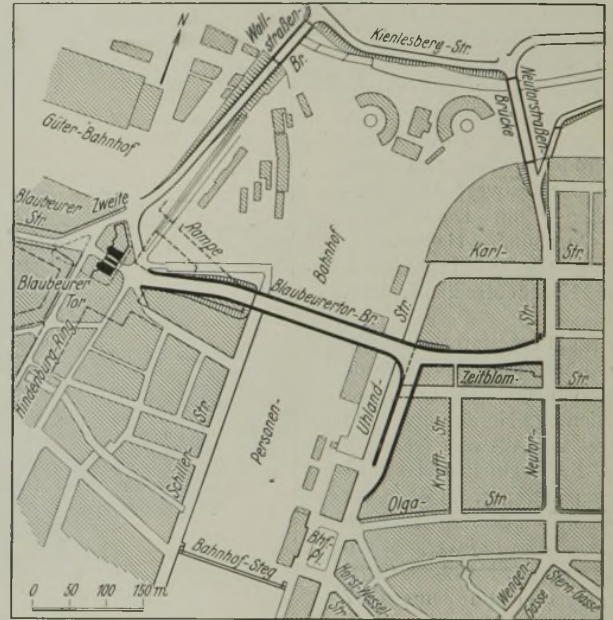 N
Wallstraßen-
Br.
Kienlesberg-Str.
Neutorstraßen-
Brücke
Güter-Bahnhof
Blaubeurer
Str.
Zweite
Rampe
Bahnhof
Karl-
Str.
Blaubeurer
Tor
Blaubeurertor-Br.
Str.
Str.
Hindenburg-Ring
Zeitblom-
Str.
Uhland-
Schiller-
Str.
Personen-
Krafft-
Str.
Neutor-
Olga-
Str.
Bahnhof-Steg
Bhf-
Pl.
Horst-Wessel-
Str.
Wengen-
Gasse
Stern-Gasse
0 50 100 150 m